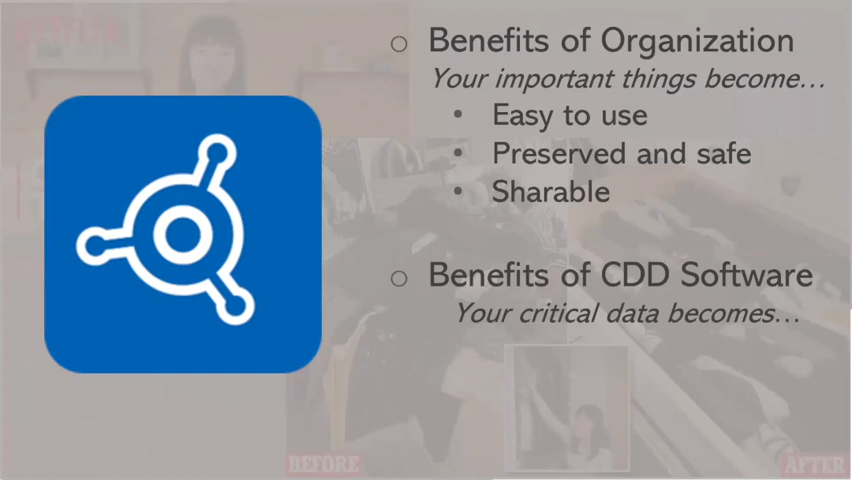 NETFLIX
○ Benefits of Organization
Your important things become…
• Easy to use
• Preserved and safe
• Sharable
○ Benefits of CDD Software
Your critical data becomes…
BEFORE
AFTER